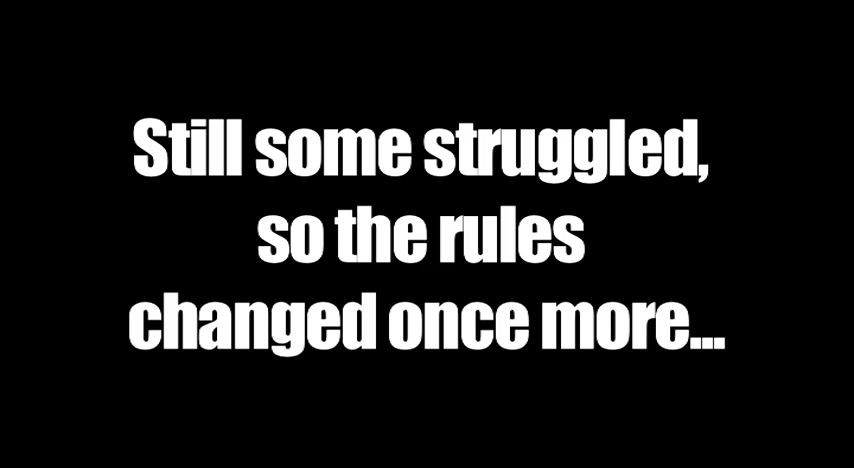 Still some struggled,
so the rules
changed once more...